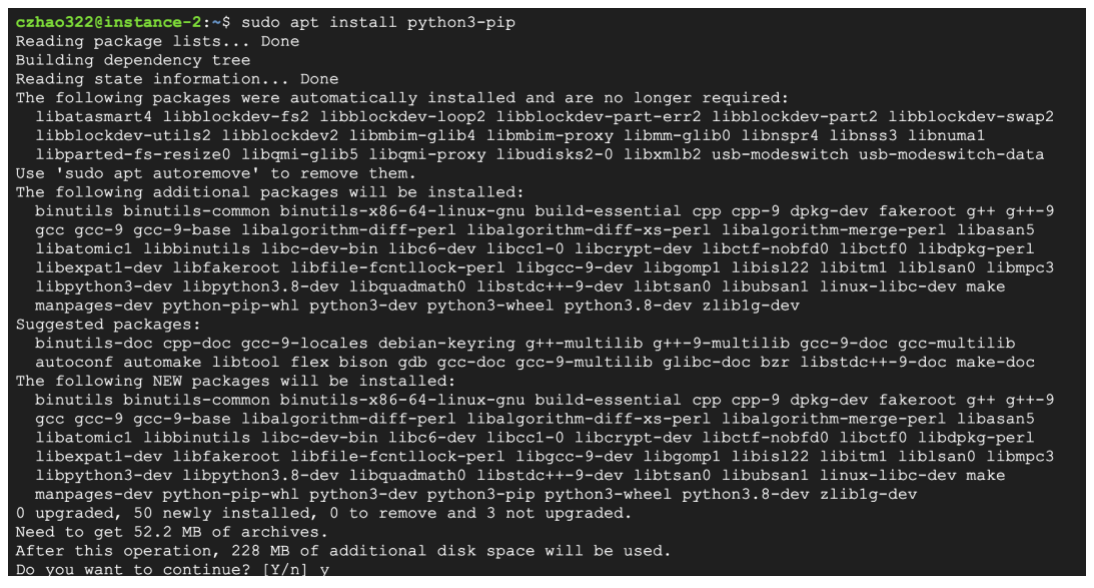 czhao322@instance-2:~$ sudo apt install python3-pip
Reading package lists... Done
Building dependency tree
Reading state information... Done
The following packages were automatically installed and are no longer required:
  libatasmart4 libblockdev-fs2 libblockdev-loop2 libblockdev-part-err2 libblockdev-part2 libblockdev-swap2
  libblockdev-utils2 libblockdev2 libmbim-glib4 libmbim-proxy libmm-glib0 libnspr4 libnss3 libnuma1
  libparted-fs-resize0 libqmi-glib5 libqmi-proxy libudisks2-0 libxmlb2 usb-modeswitch usb-modeswitch-data
Use 'sudo apt autoremove' to remove them.
The following additional packages will be installed:
  binutils binutils-common binutils-x86-64-linux-gnu build-essential cpp cpp-9 dpkg-dev fakeroot g++ g++-9
  gcc gcc-9 gcc-9-base libalgorithm-diff-perl libalgorithm-diff-xs-perl libalgorithm-merge-perl libasan5
  libatomic1 libbinutils libc-dev-bin libc6-dev libcc1-0 libcrypt-dev libctf-nobfd0 libctf0 libdpkg-perl
  libexpat1-dev libfakeroot libfile-fcntllock-perl libgcc-9-dev libgomp1 libisl22 libitm1 liblsan0 libmpc3
  libpython3-dev libpython3.8-dev libquadmath0 libstdc++-9-dev libtsan0 libubsan1 linux-libc-dev make
  manpages-dev python-pip-whl python3-dev python3-wheel python3.8-dev zlib1g-dev
Suggested packages:
  binutils-doc cpp-doc gcc-9-locales debian-keyring g++-multilib g++-9-multilib gcc-9-doc gcc-multilib
  autoconf automake libtool flex bison gdb gcc-doc gcc-9-multilib glibc-doc bzr libstdc++-9-doc make-doc
The following NEW packages will be installed:
  binutils binutils-common binutils-x86-64-linux-gnu build-essential cpp cpp-9 dpkg-dev fakeroot g++ g++-9
  gcc gcc-9 gcc-9-base libalgorithm-diff-perl libalgorithm-diff-xs-perl libalgorithm-merge-perl libasan5
  libatomic1 libbinutils libc-dev-bin libc6-dev libcc1-0 libcrypt-dev libctf-nobfd0 libctf0 libdpkg-perl
  libexpat1-dev libfakeroot libfile-fcntllock-perl libgcc-9-dev libgomp1 libisl22 libitm1 liblsan0 libmpc3
  libpython3-dev libpython3.8-dev libquadmath0 libstdc++-9-dev libtsan0 libubsan1 linux-libc-dev make
  manpages-dev python-pip-whl python3-dev python3-pip python3-wheel python3.8-dev zlib1g-dev
0 upgraded, 50 newly installed, 0 to remove and 3 not upgraded.
Need to get 52.2 MB of archives.
After this operation, 228 MB of additional disk space will be used.
Do you want to continue? [Y/n] y